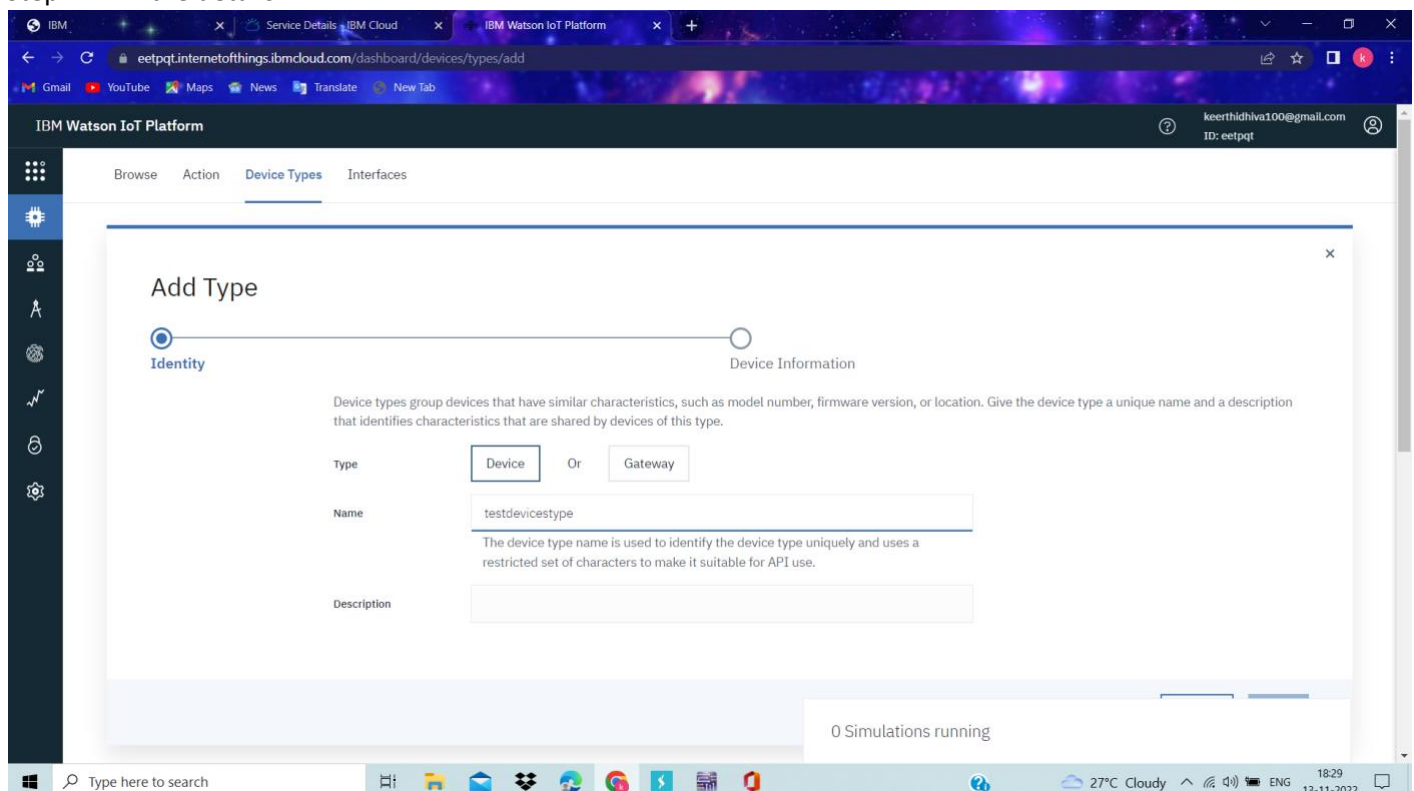 IBM
Service Details - IBM Cloud
IBM Watson IoT Platform
eetpqt.internetofthings.ibmcloud.com/dashboard/devices/types/add
k
Gmail
YouTube
Maps
News
Translate
New Tab
IBM Watson IoT Platform
keerthidhiva100@gmail.com
ID: eetpqt
Browse
Action
Device Types
Interfaces
Add Type
Identity
Device Information
Device types group devices that have similar characteristics, such as model number, firmware version, or location. Give the device type a unique name and a description
that identifies characteristics that are shared by devices of this type.
Type
Device
Or
Gateway
Name
testdevicestype
The device type name is used to identify the device type uniquely and uses a
restricted set of characters to make it suitable for API use.
Description
0 Simulations running
Type here to search
27°C Cloudy
ENG
18:29